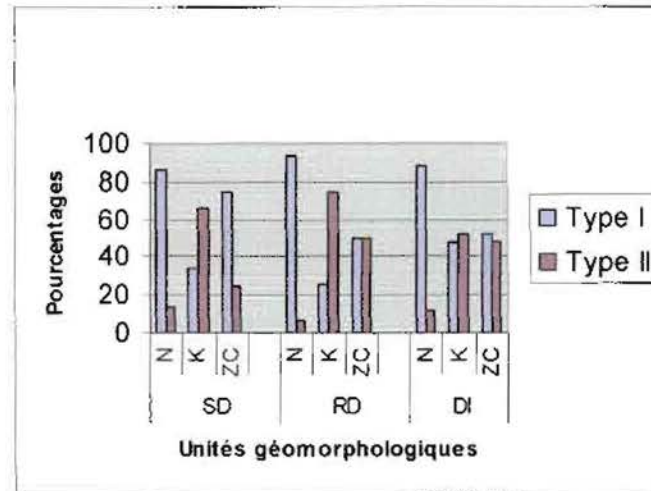 100
80
60
40
20
0
Pourcentages
N K ZC N K ZC N K ZC
SD RD DI
Unités géomorphologiques
Type I
Type II